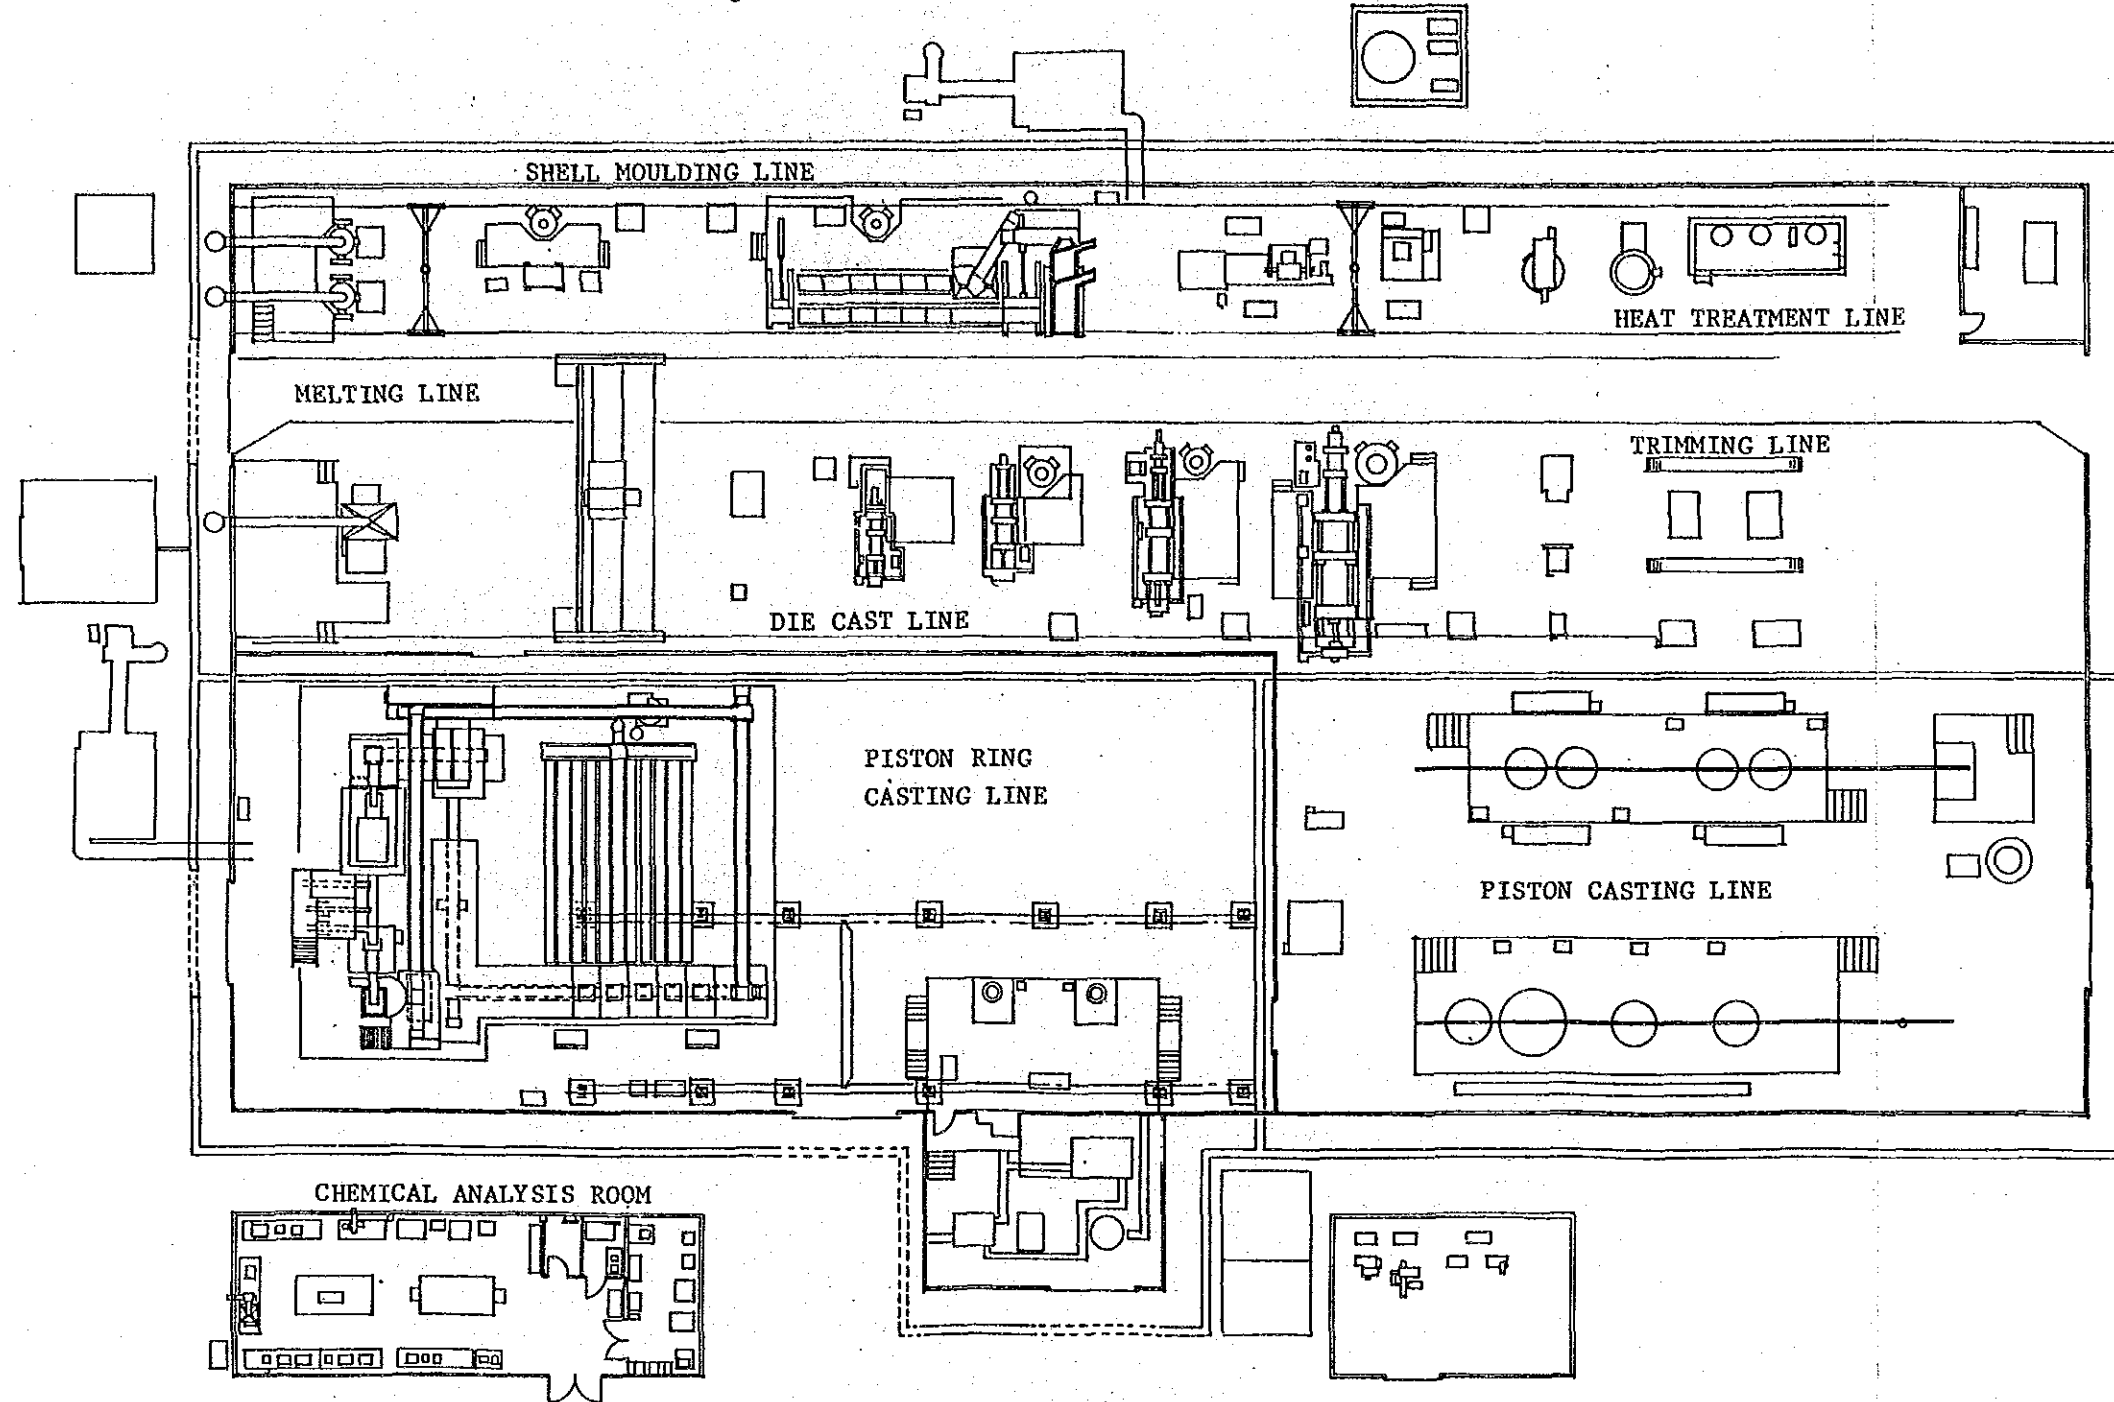 SHELL MOULDING LINE
HEAT TREATMENT LINE
MELTING LINE
TRIMMING LINE
DIE CAST LINE
PISTON RING
CASTING LINE
PISTON CASTING LINE
CHEMICAL ANALYSIS ROOM